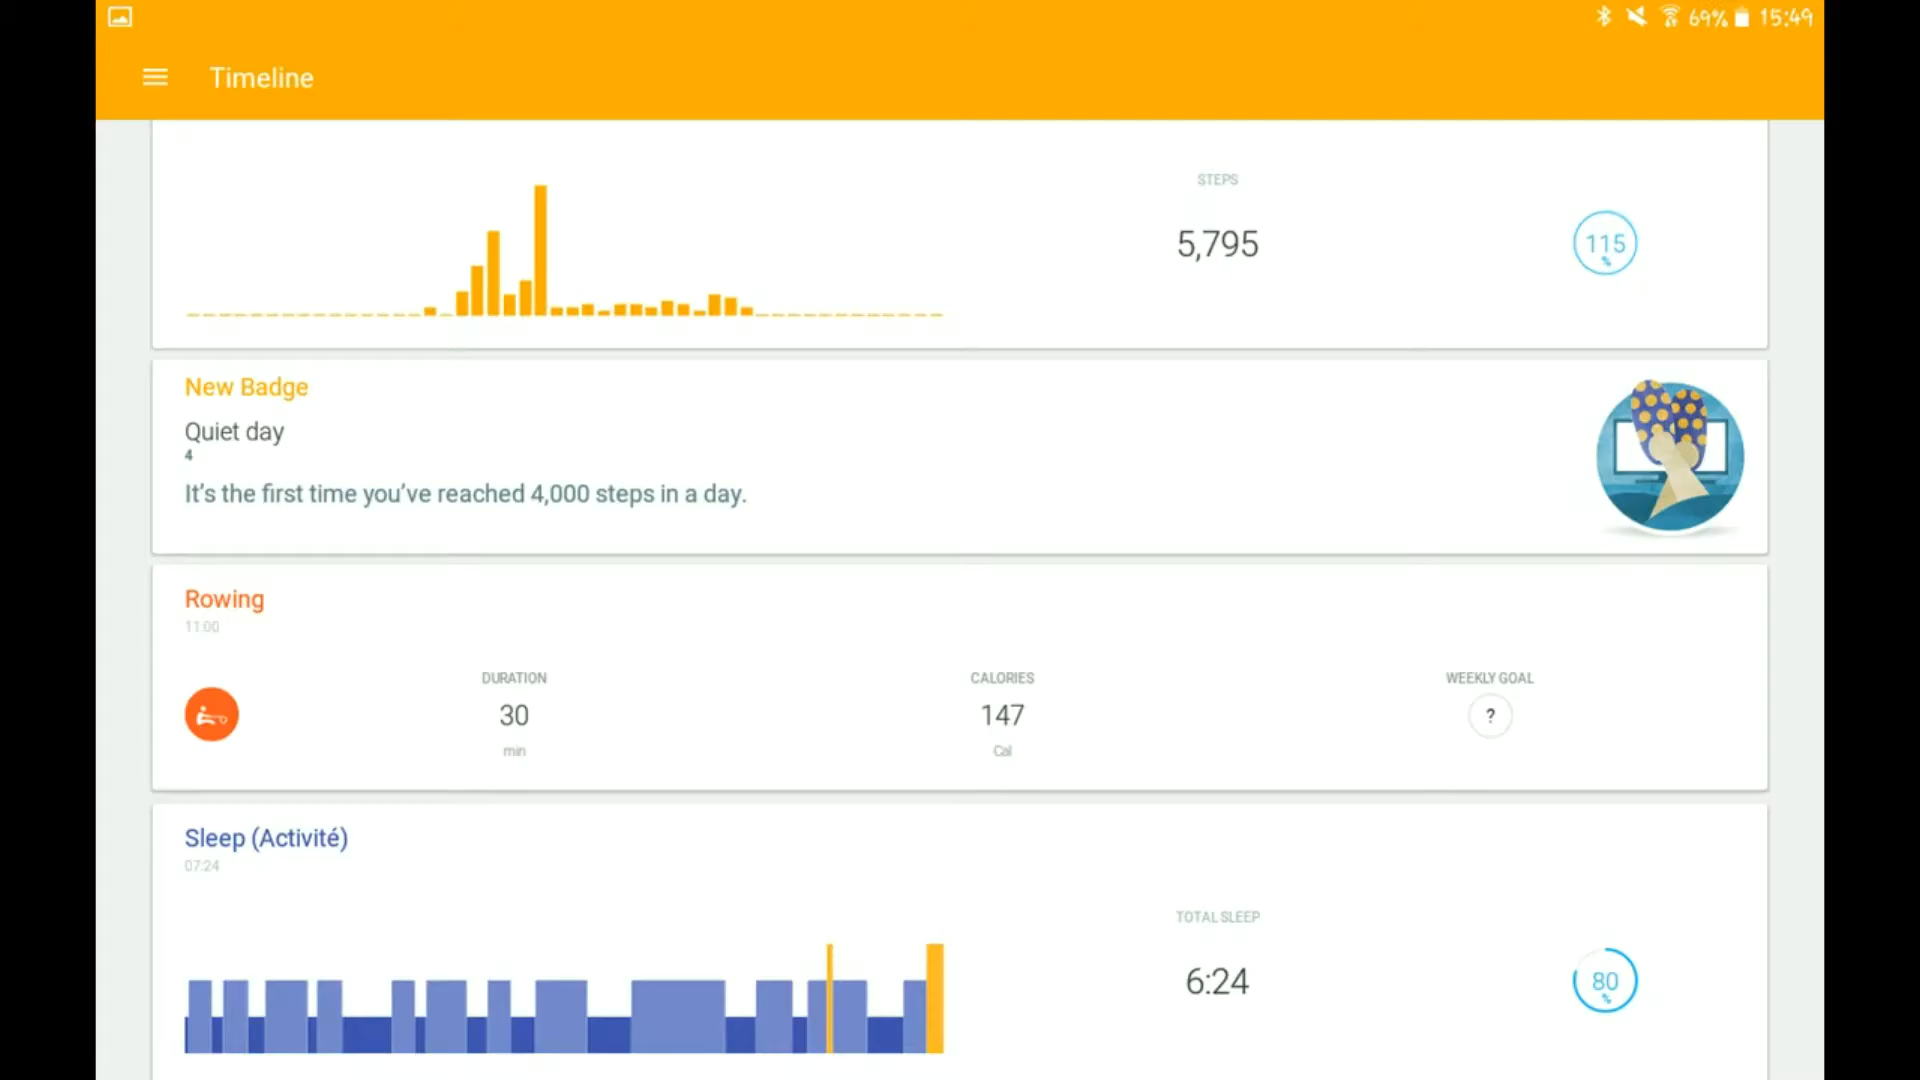 69% 15:49
Timeline
STEPS
5,795
115
%
New Badge
Quiet day
4
It's the first time you've reached 4,000 steps in a day.
Rowing
11:00
DURATION CALORIES WEEKLY GOAL
30 147 ?
min Cal
Sleep (Activité)
07:24
TOTAL SLEEP
6:24
80
%